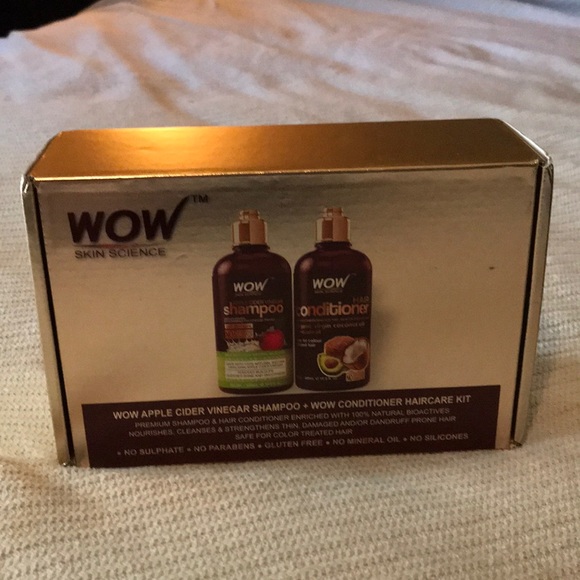 WOW™
SKIN SCIENCE
WOW
shampoo
WOW
HAIR
conditioner
WOW APPLE CIDER VINEGAR SHAMPOO + WOW CONDITIONER HAIRCARE KIT
PREMIUM SHAMPOO & HAIR CONDITIONER ENRICHED WITH 100% NATURAL BIOACTIVES
NOURISHES, CLEANSES & STRENGTHENS THIN, DAMAGED AND/OR DANDRUFF PRONE HAIR
SAFE FOR COLOR TREATED HAIR
• NO SULPHATE • NO PARABENS • GLUTEN FREE • NO MINERAL OIL • NO SILICONES